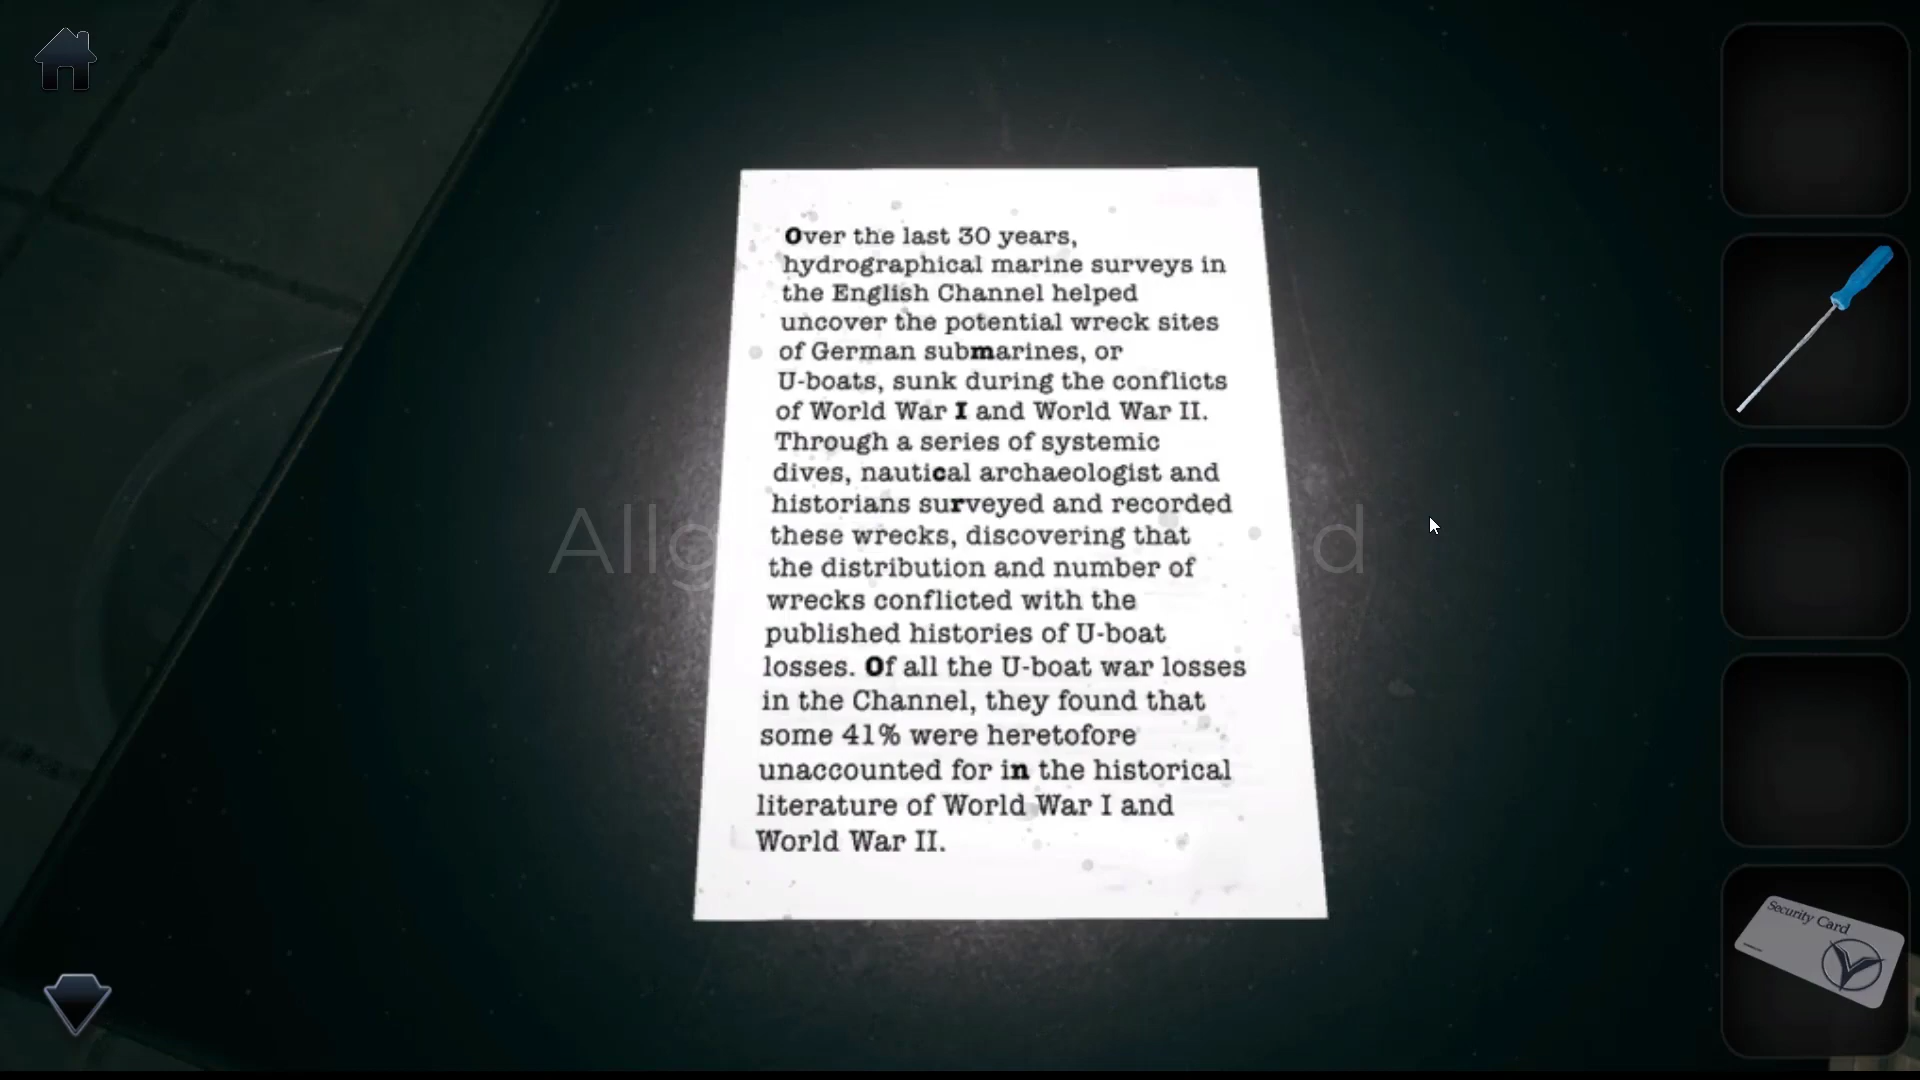 Over the last 30 years,
hydrographical marine surveys in
the English Channel helped
uncover the potential wreck sites
of German submarines, or
U-boats, sunk during the conflicts
of World War I and World War II.
Through a series of systemic
dives, nautical archaeologist and
historians surveyed and recorded
these wrecks, discovering that
the distribution and number of
wrecks conflicted with the
published histories of U-boat
losses. Of all the U-boat war losses
in the Channel, they found that
some 41% were heretofore
unaccounted for in the historical
literature of World War I and
World War II.
Security Card